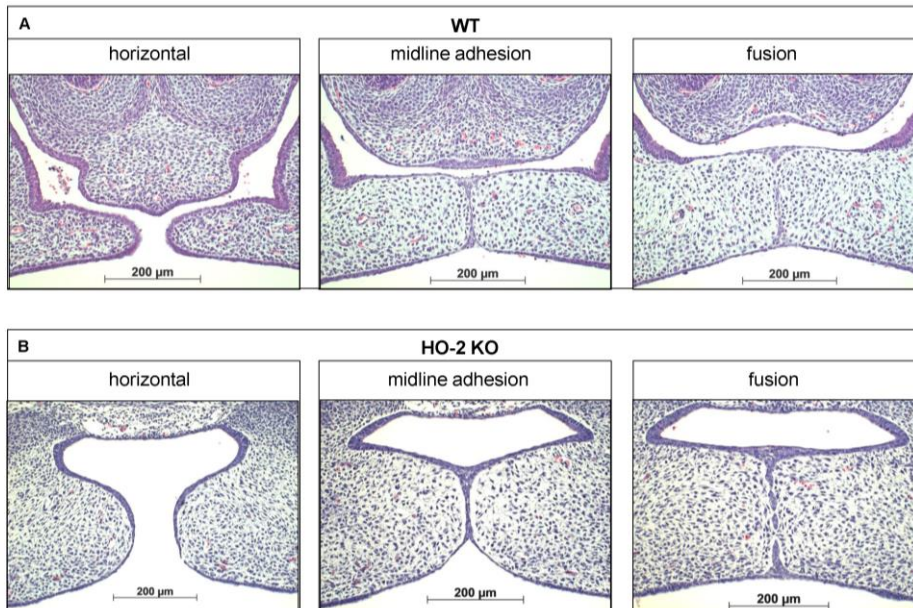 A
WT
horizontal
midline adhesion
fusion
200 µm
200 µm
200 µm
B
HO-2 KO
horizontal
midline adhesion
fusion
200 µm
200 µm
200 µm